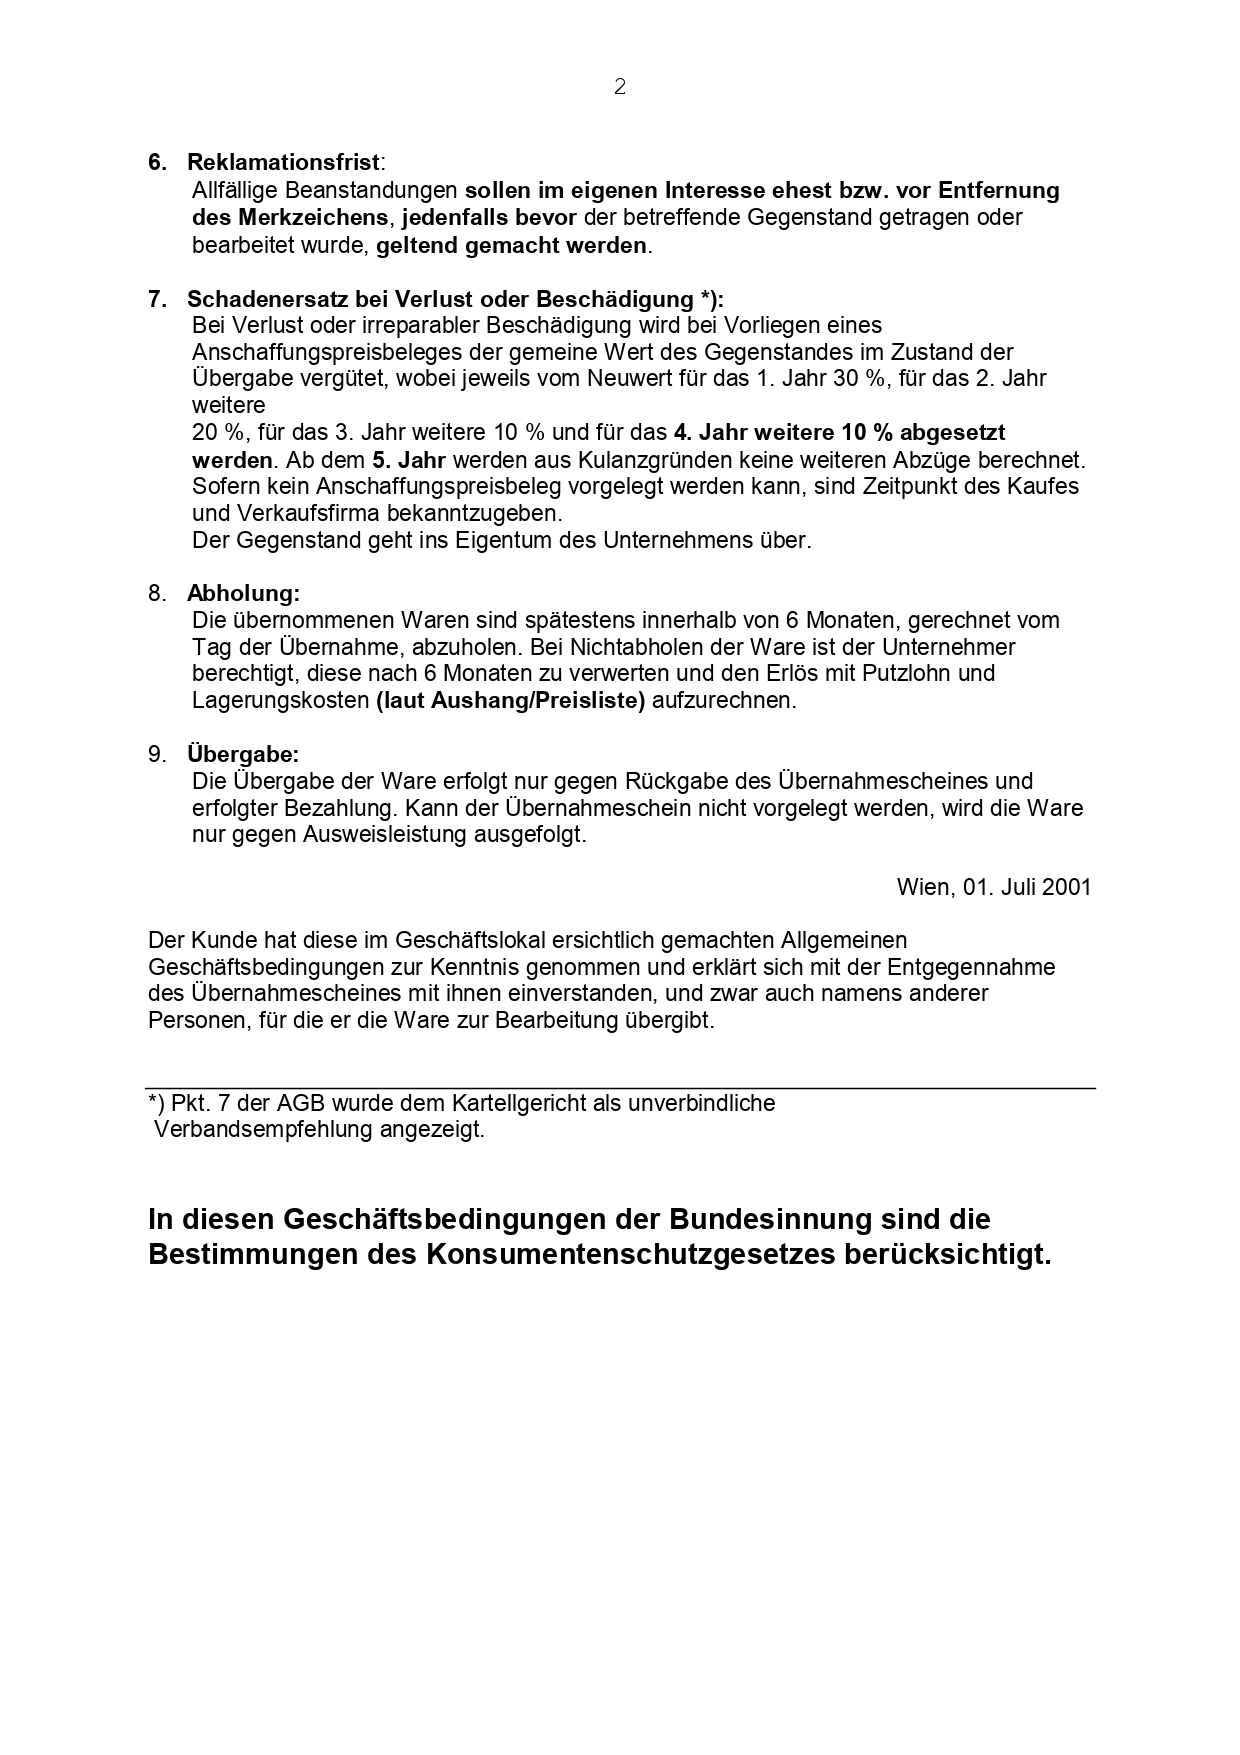 2
6. Reklamationsfrist:
Allfällige Beanstandungen sollen im eigenen Interesse ehest bzw. vor Entfernung
des Merkzeichens, jedenfalls bevor der betreffende Gegenstand getragen oder
bearbeitet wurde, geltend gemacht werden.
7. Schadenersatz bei Verlust oder Beschädigung *):
Bei Verlust oder irreparabler Beschädigung wird bei Vorliegen eines
Anschaffungspreisbeleges der gemeine Wert des Gegenstandes im Zustand der
Übergabe vergütet, wobei jeweils vom Neuwert für das 1. Jahr 30 %, für das 2. Jahr
weitere
20 %, für das 3. Jahr weitere 10 % und für das 4. Jahr weitere 10 % abgesetzt
werden. Ab dem 5. Jahr werden aus Kulanzgründen keine weiteren Abzüge berechnet.
Sofern kein Anschaffungspreisbeleg vorgelegt werden kann, sind Zeitpunkt des Kaufes
und Verkaufsfirma bekanntzugeben.
Der Gegenstand geht ins Eigentum des Unternehmens über.
8. Abholung:
Die übernommenen Waren sind spätestens innerhalb von 6 Monaten, gerechnet vom
Tag der Übernahme, abzuholen. Bei Nichtabholen der Ware ist der Unternehmer
berechtigt, diese nach 6 Monaten zu verwerten und den Erlös mit Putzlohn und
Lagerungskosten (laut Aushang/Preisliste) aufzurechnen.
9. Übergabe:
Die Übergabe der Ware erfolgt nur gegen Rückgabe des Übernahmescheines und
erfolgter Bezahlung. Kann der Übernahmeschein nicht vorgelegt werden, wird die Ware
nur gegen Ausweisleistung ausgefolgt.
Wien, 01. Juli 2001
Der Kunde hat diese im Geschäftslokal ersichtlich gemachten Allgemeinen
Geschäftsbedingungen zur Kenntnis genommen und erklärt sich mit der Entgegennahme
des Übernahmescheines mit ihnen einverstanden, und zwar auch namens anderer
Personen, für die er die Ware zur Bearbeitung übergibt.
*) Pkt. 7 der AGB wurde dem Kartellgericht als unverbindliche
Verbandsempfehlung angezeigt.
In diesen Geschäftsbedingungen der Bundesinnung sind die
Bestimmungen des Konsumentenschutzgesetzes berücksichtigt.